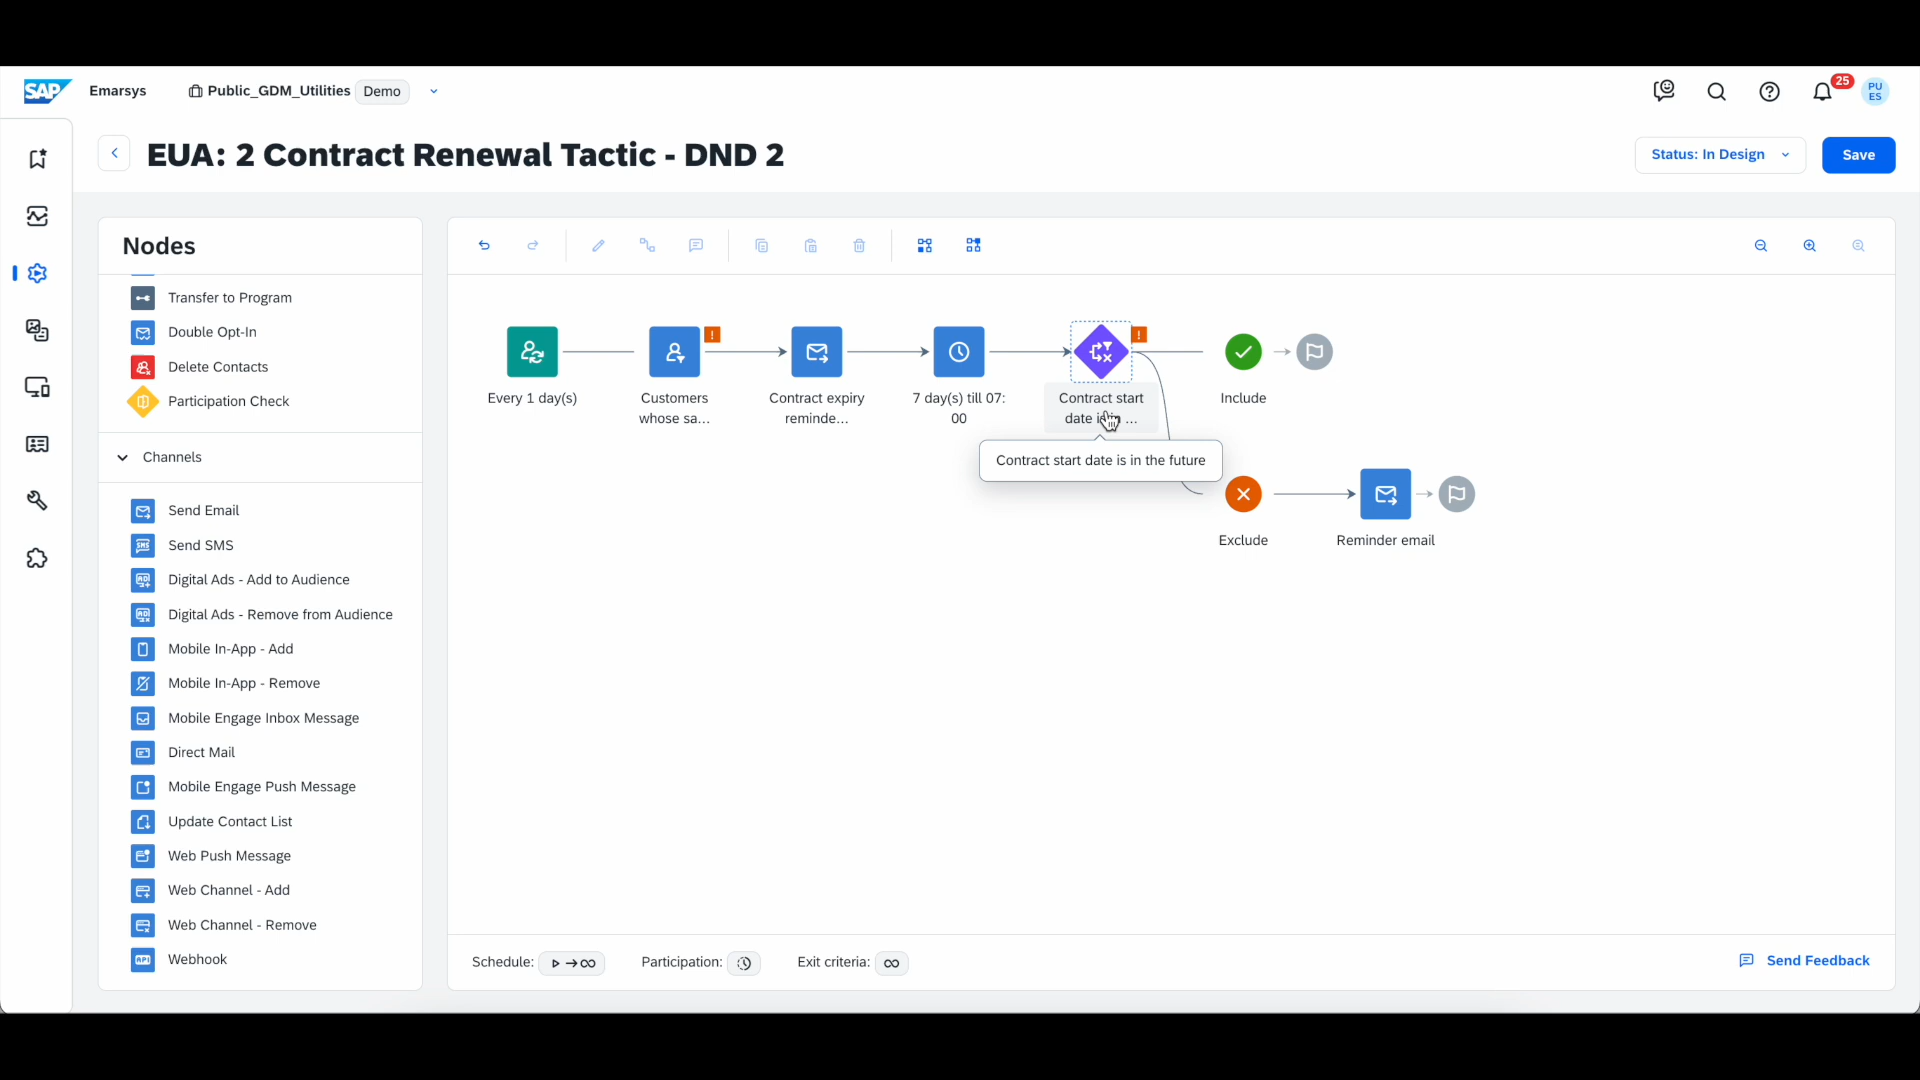 SAP
Emarsys
Public_GDM_Utilities
Demo
25
PU
ES
EUA: 2 Contract Renewal Tactic - DND 2
Status: In Design
Save
Nodes
Transfer to Program
Double Opt-In
Delete Contacts
Participation Check
Channels
Send Email
SMS
Send SMS
AD
Digital Ads - Add to Audience
AD
Digital Ads - Remove from Audience
Mobile In-App - Add
Mobile In-App - Remove
Mobile Engage Inbox Message
Direct Mail
Mobile Engage Push Message
Update Contact List
Web Push Message
Web Channel - Add
Web Channel - Remove
API
Webhook
!
!
Every 1 day(s)
Customers
whose sa...
Contract expiry
reminde...
7 day(s) till 07:
00
Contract start
date ...
Include
Contract start date is in the future
Exclude
Reminder email
Schedule:
Participation:
Exit criteria:
Send Feedback